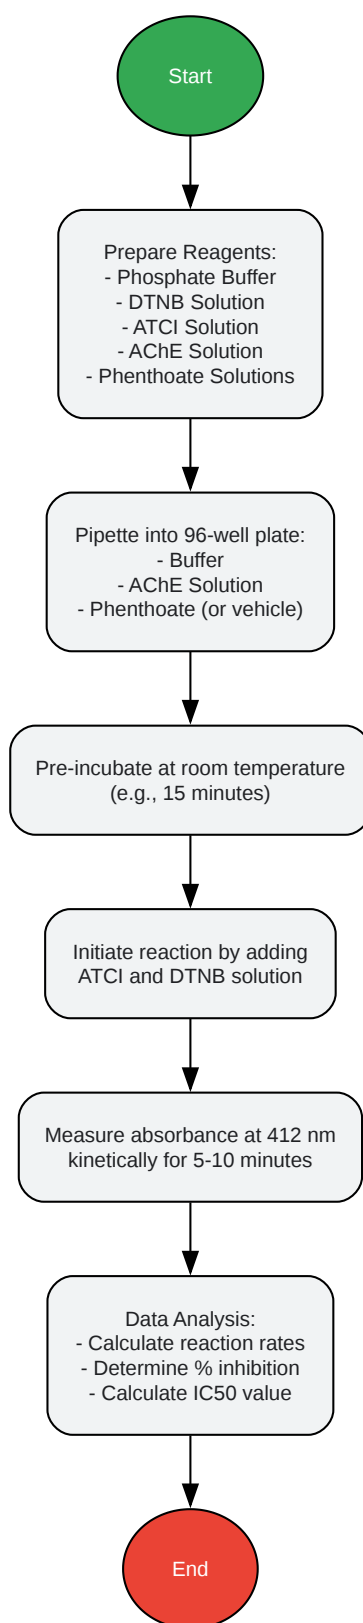 Start
Prepare Reagents:
- Phosphate Buffer
- DTNB Solution
- ATCI Solution
- AChE Solution
- Phenthoate Solutions
Pipette into 96-well plate:
- Buffer
- AChE Solution
- Phenthoate (or vehicle)
Pre-incubate at room temperature
(e.g., 15 minutes)
Initiate reaction by adding
ATCI and DTNB solution
Measure absorbance at 412 nm
kinetically for 5-10 minutes
Data Analysis:
- Calculate reaction rates
- Determine % inhibition
- Calculate IC50 value
End